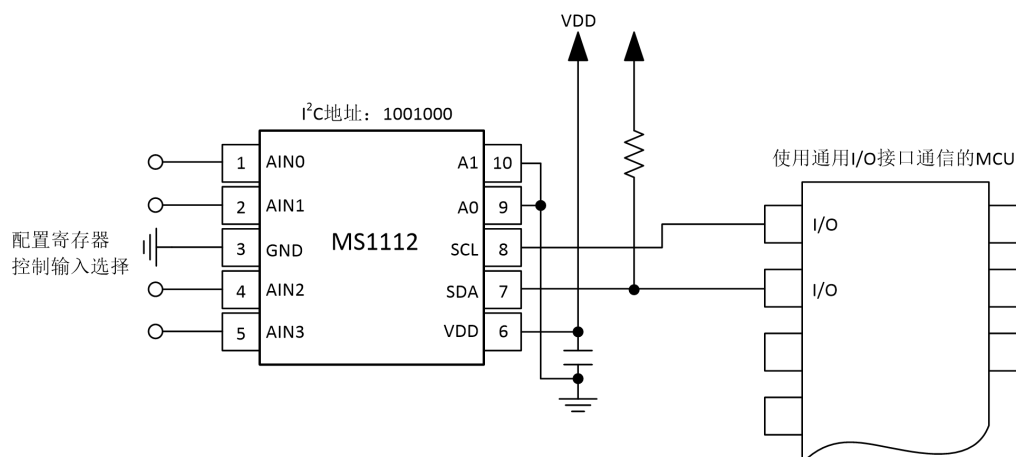 VDD
I²C地址：1001000
使用通用I/O接口通信的MCU
1 AIN0 A1 10
2 AIN1 A0 9
I/O
配置寄存器
控制输入选择
3 GND MS1112 SCL 8
4 AIN2 SDA 7
I/O
5 AIN3 VDD 6